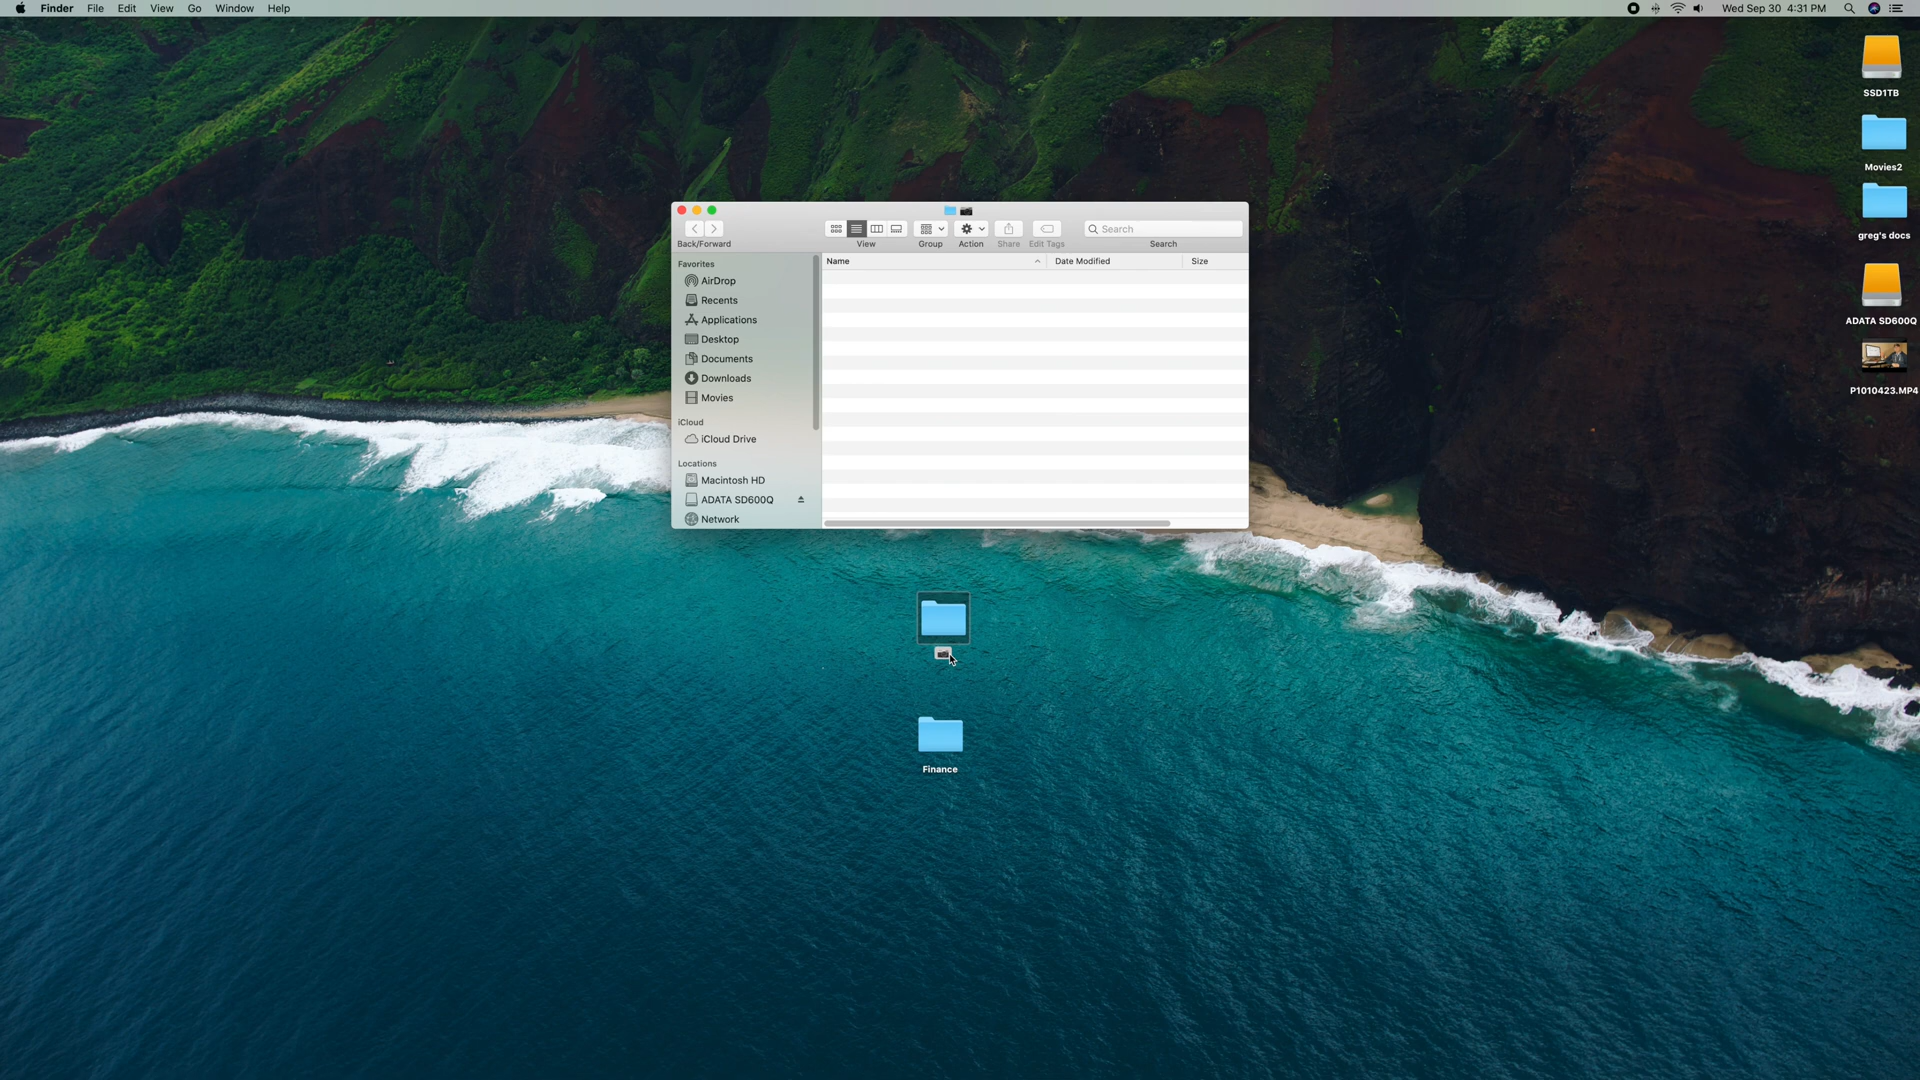 Finder File Edit View Go Window Help
Wed Sep 30 4:31 PM
SSD1TB
Movies2
greg's docs
ADATA SD600Q
P1010423.MP4
Back/Forward
View
Group
Action
Share
Edit Tags
Search
Search
Favorites
AirDrop
Recents
Applications
Desktop
Documents
Downloads
Movies
iCloud
iCloud Drive
Locations
Macintosh HD
ADATA SD600Q
Network
Name
Date Modified
Size
Finance